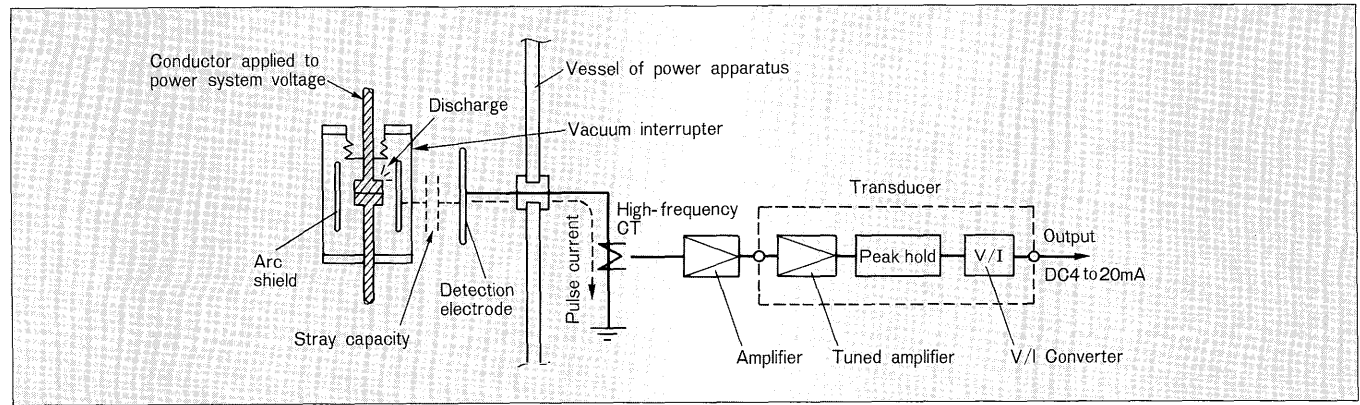 Conductor applied to
power system voltage
Discharge
Vacuum interrupter
Vessel of power apparatus
Arc
shield
Stray capacity
Detection
electrode
Pulse current
High-frequency
CT
Transducer
Peak hold
V/I
Output
DC4 to 20mA
Amplifier
Tuned amplifier
V/I Converter